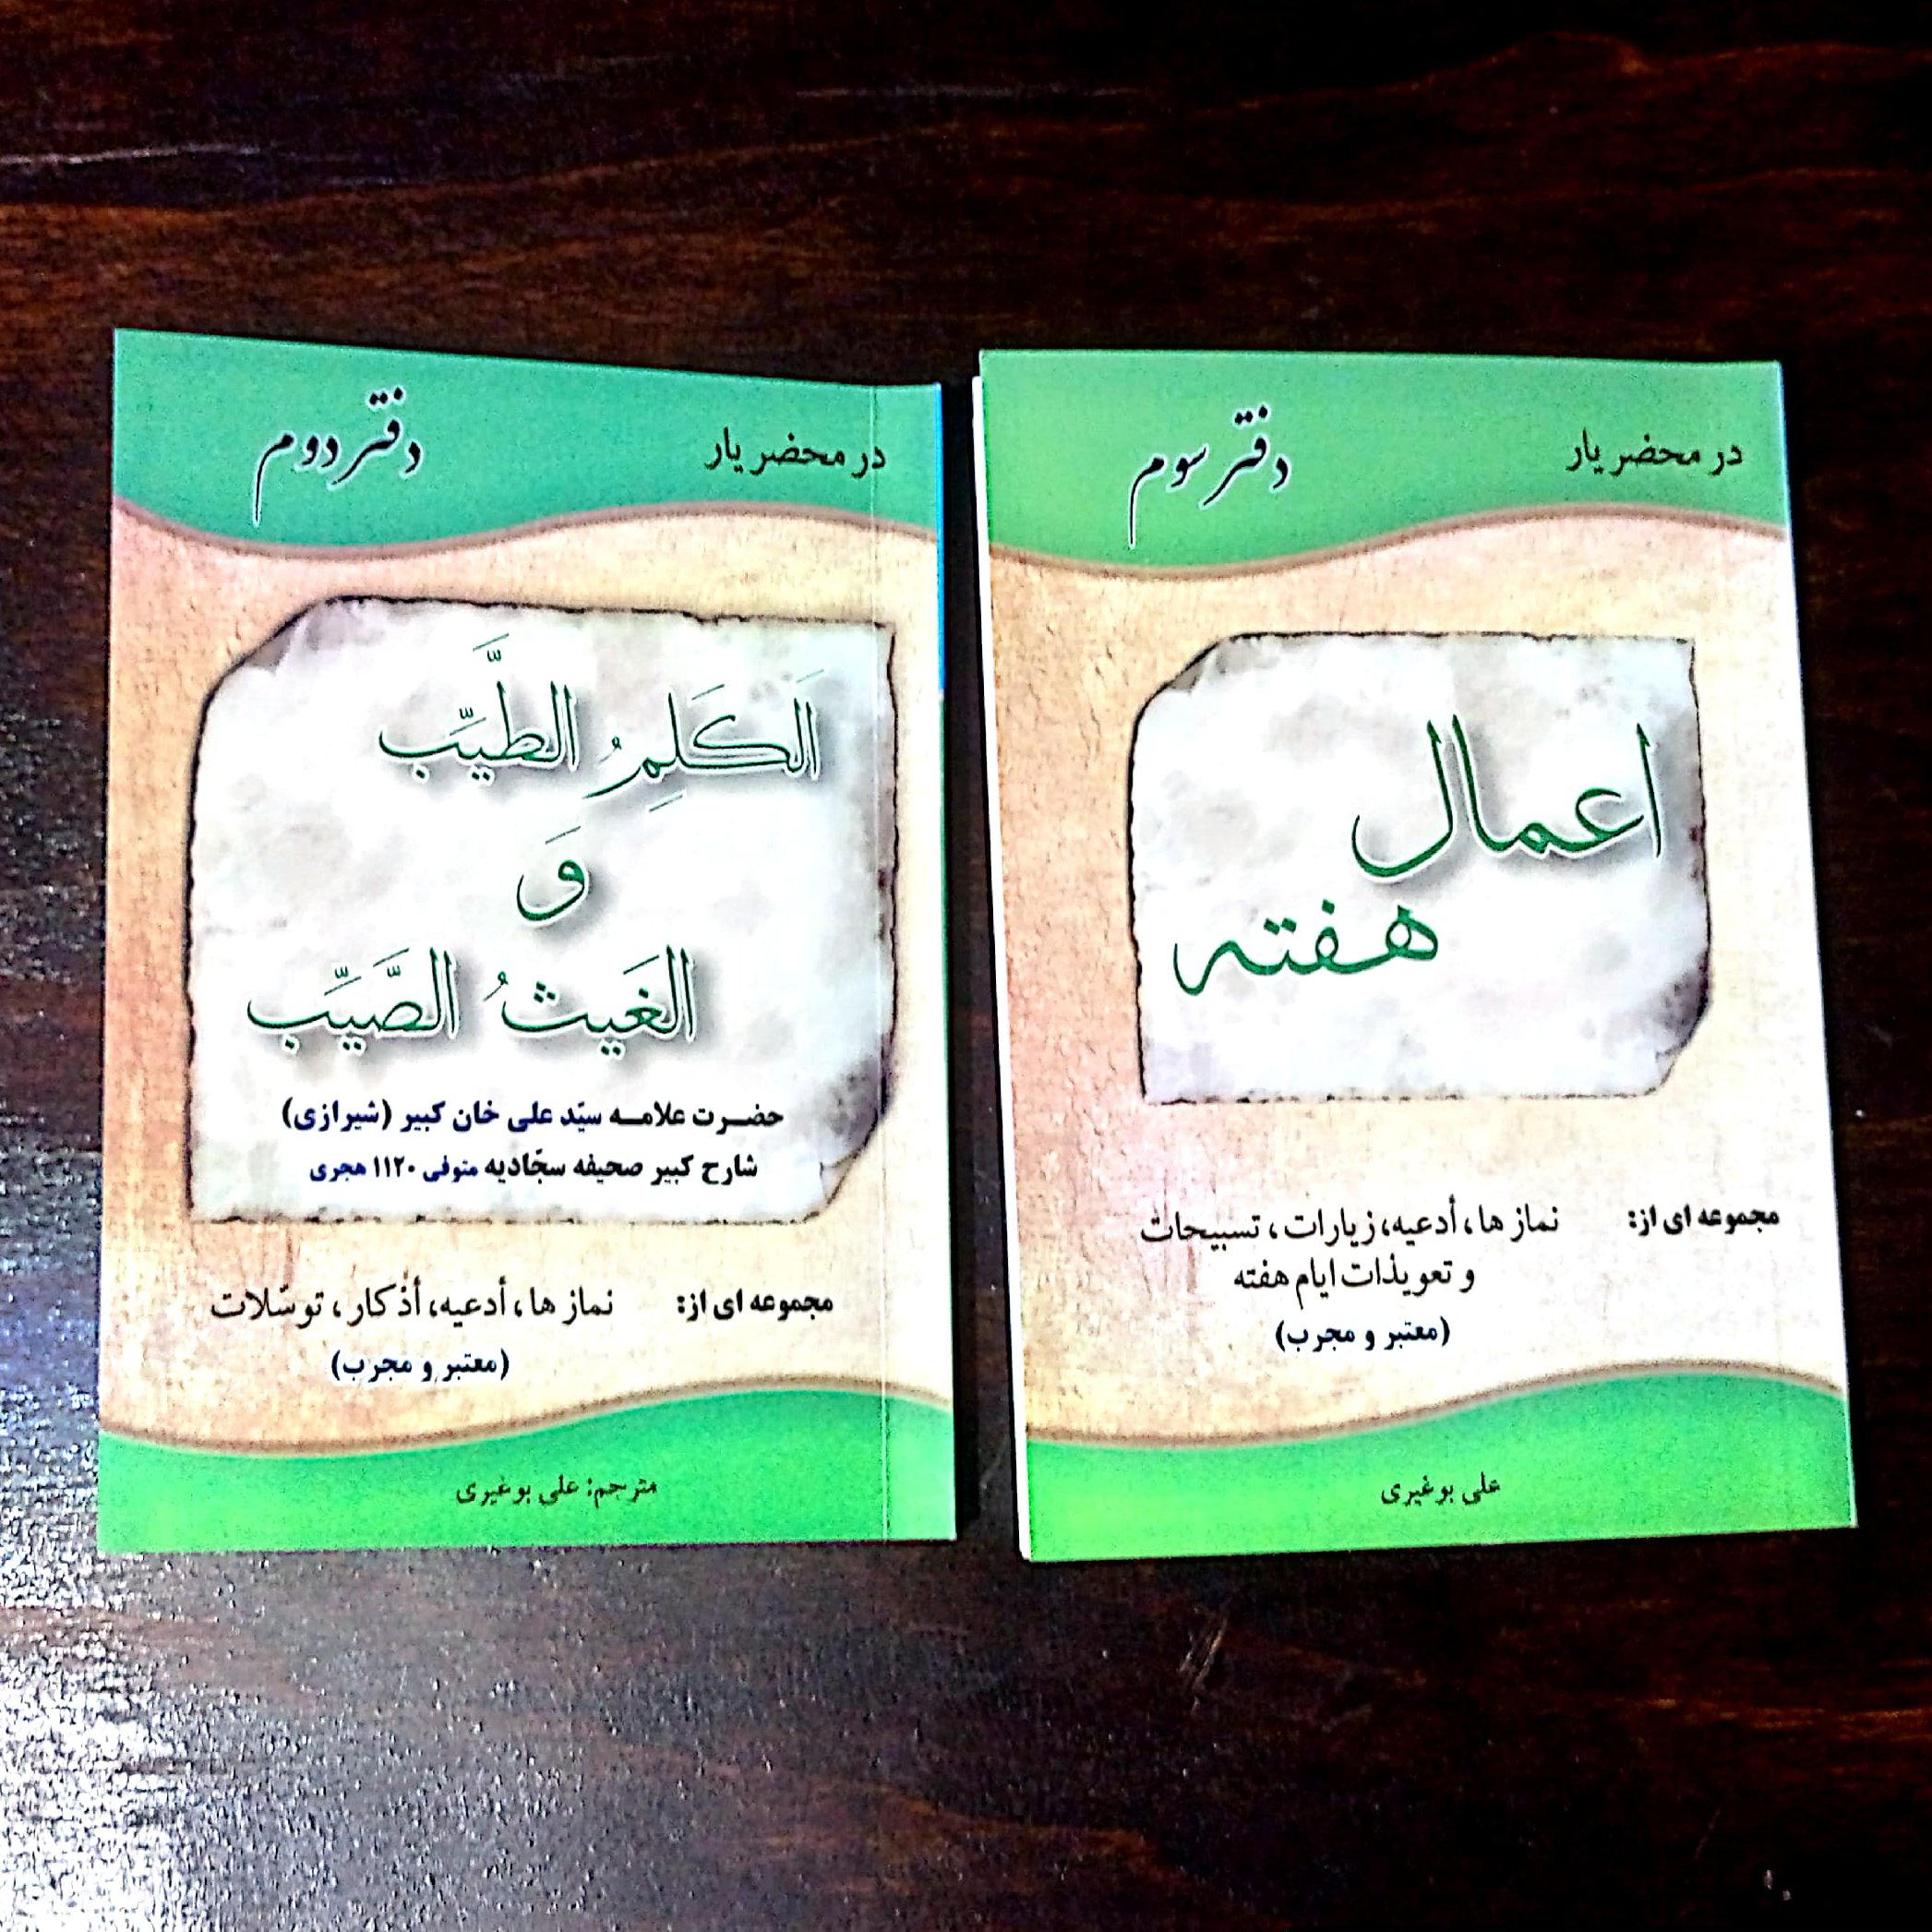 در محضر یار
دفتر سوم
اعمال
هفته
مجموعه ای از: نماز ها، أدعیه، زیارات، تسبیحات
و تعویذات ایام هفته
(معتبر و مجرب)
علی بوغیری
در محضر یار
دفتر دوم
اَلکَلِمُ الطَّیِّب
وَ
الغَیثُ الصَّیِّب
حضرت علامه سیّد علی خان کبیر (شیرازی)
شارح کبیر صحیفه سجّادیه متوفی ۱۱۲۰ هجری
مجموعه ای از: نماز ها، أدعیه، أذکار، توسّلات
(معتبر و مجرب)
مترجم: علی بوغیری